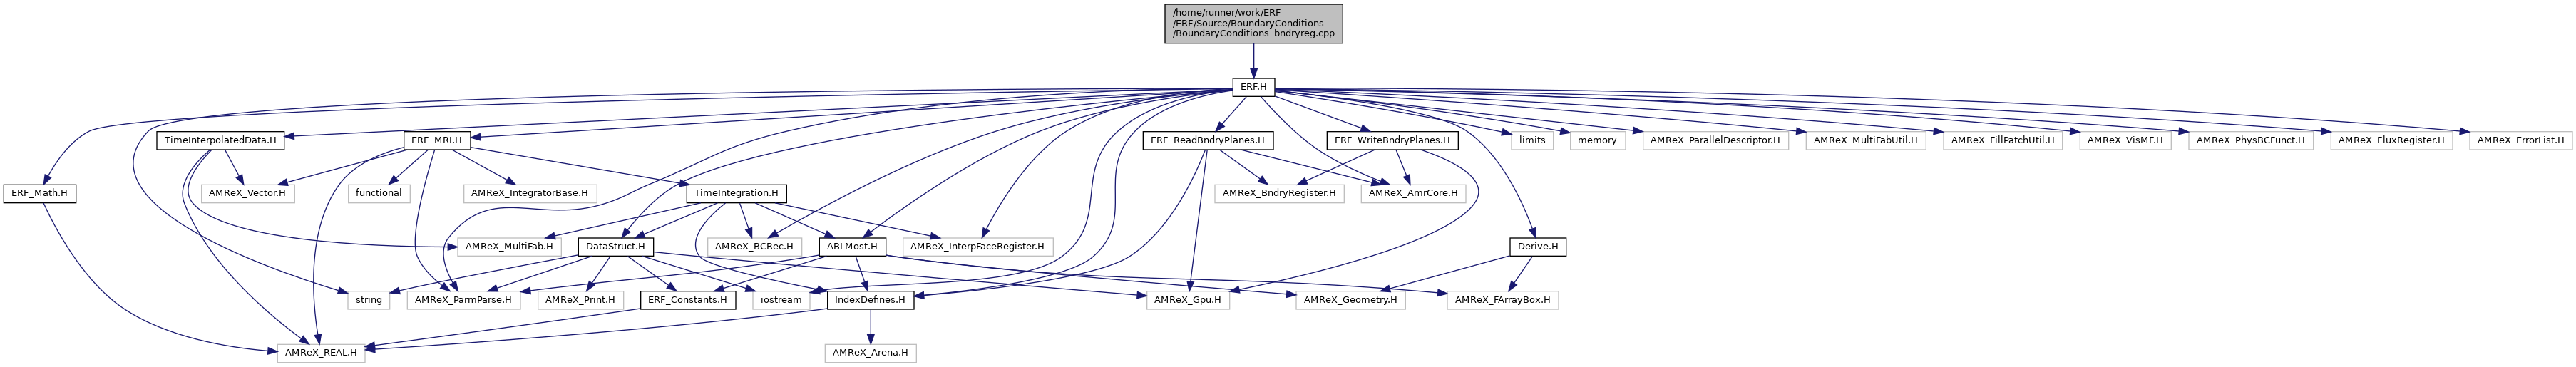 /home/runner/work/ERF
/ERF/Source/BoundaryConditions
/BoundaryConditions_bndryreg.cpp
ERF.H
TimeInterpolatedData.H
ERF_MRI.H
ERF_ReadBndryPlanes.H
ERF_WriteBndryPlanes.H
limits
memory
AMReX_ParallelDescriptor.H
AMReX_MultiFabUtil.H
AMReX_FillPatchUtil.H
AMReX_VisMF.H
AMReX_PhysBCFunct.H
AMReX_FluxRegister.H
AMReX_ErrorList.H
ERF_Math.H
AMReX_Vector.H
functional
AMReX_IntegratorBase.H
TimeIntegration.H
AMReX_BndryRegister.H
AMReX_AmrCore.H
AMReX_MultiFab.H
DataStruct.H
AMReX_BCRec.H
ABLMost.H
AMReX_InterpFaceRegister.H
Derive.H
string
AMReX_ParmParse.H
AMReX_Print.H
ERF_Constants.H
iostream
IndexDefines.H
AMReX_Gpu.H
AMReX_Geometry.H
AMReX_FArrayBox.H
AMReX_REAL.H
AMReX_Arena.H